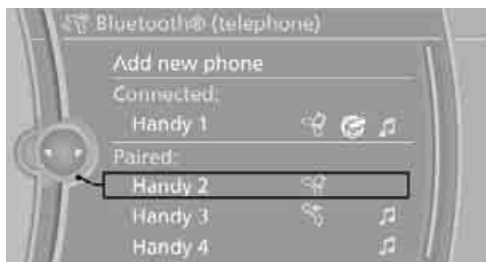 Bluetooth® (telephone)
Add new phone
Connected:
Handy 1
Paired:
Handy 2
Handy 3
Handy 4